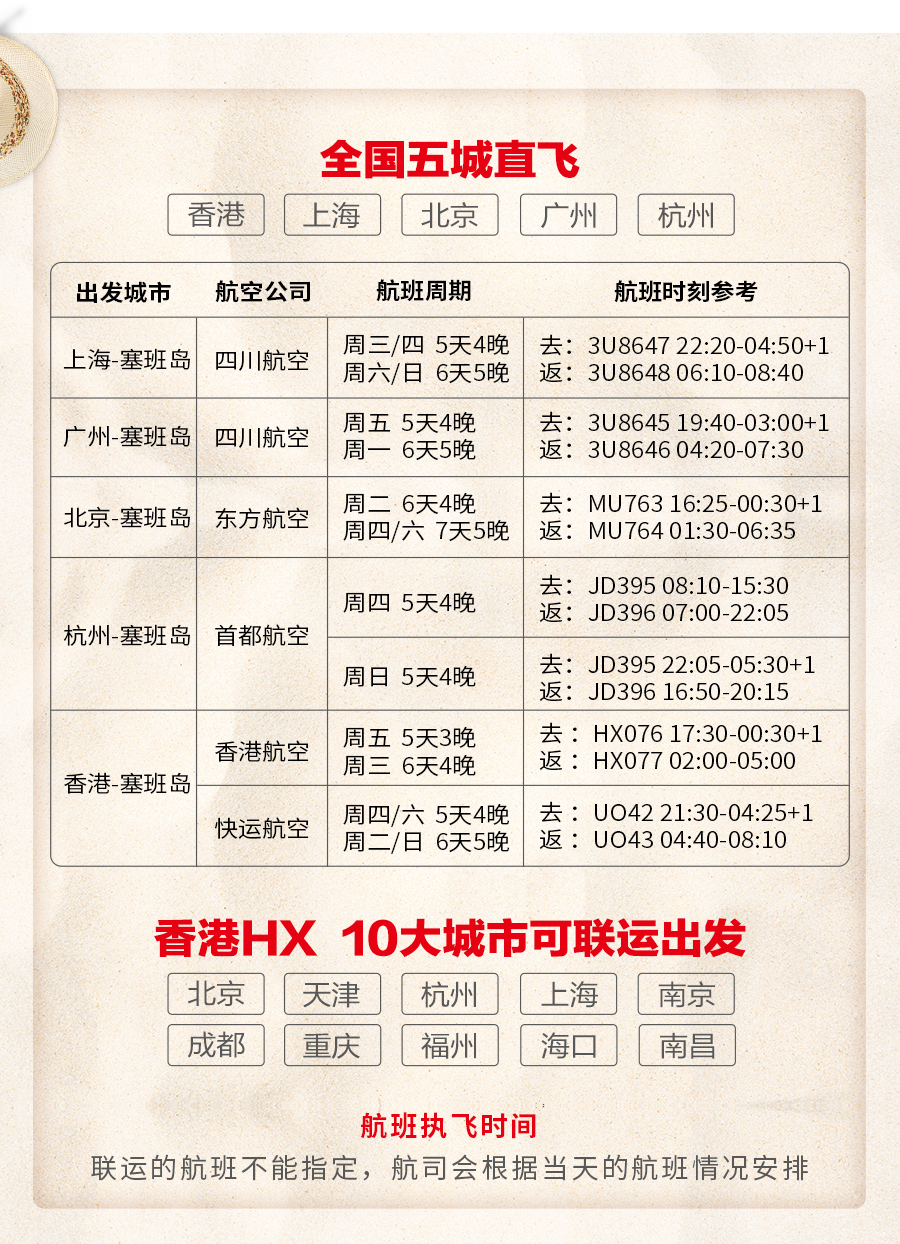 全国五城直飞
香港 上海 北京 广州 杭州
出发城市 航空公司 航班周期 航班时刻参考
上海-塞班岛 四川航空 周三/四 5天4晚 去：3U8647 22:20-04:50+1
周六/日 6天5晚 返：3U8648 06:10-08:40
广州-塞班岛 四川航空 周五 5天4晚 去：3U8645 19:40-03:00+1
周一 6天5晚 返：3U8646 04:20-07:30
北京-塞班岛 东方航空 周二 6天4晚 去：MU763 16:25-00:30+1
周四/六 7天5晚 返：MU764 01:30-06:35
杭州-塞班岛 首都航空 周四 5天4晚 去：JD395 08:10-15:30
返：JD396 07:00-22:05
周日 5天4晚 去：JD395 22:05-05:30+1
返：JD396 16:50-20:15
香港-塞班岛 香港航空 周五 5天3晚 去：HX076 17:30-00:30+1
周三 6天4晚 返：HX077 02:00-05:00
快运航空 周四/六 5天4晚 去：UO42 21:30-04:25+1
周二/日 6天5晚 返：UO43 04:40-08:10
香港HX 10大城市可联运出发
北京 天津 杭州 上海 南京
成都 重庆 福州 海口 南昌
航班执飞时间
联运的航班不能指定，航司会根据当天的航班情况安排